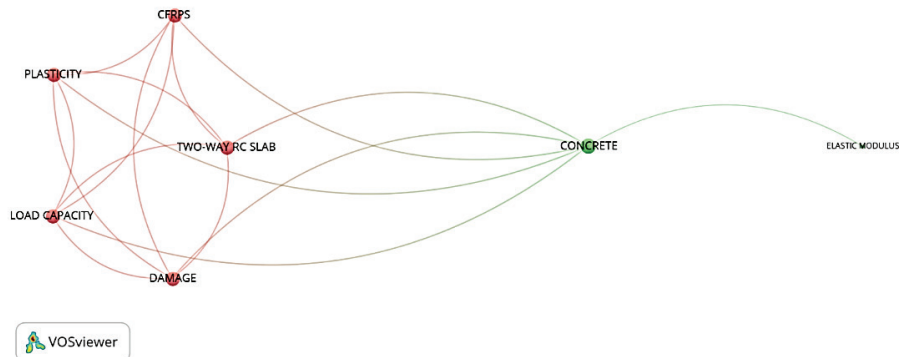 CFRPS
PLASTICITY
TWO-WAY RC SLAB
CONCRETE
ELASTIC MODULUS
LOAD CAPACITY
DAMAGE
VOSviewer